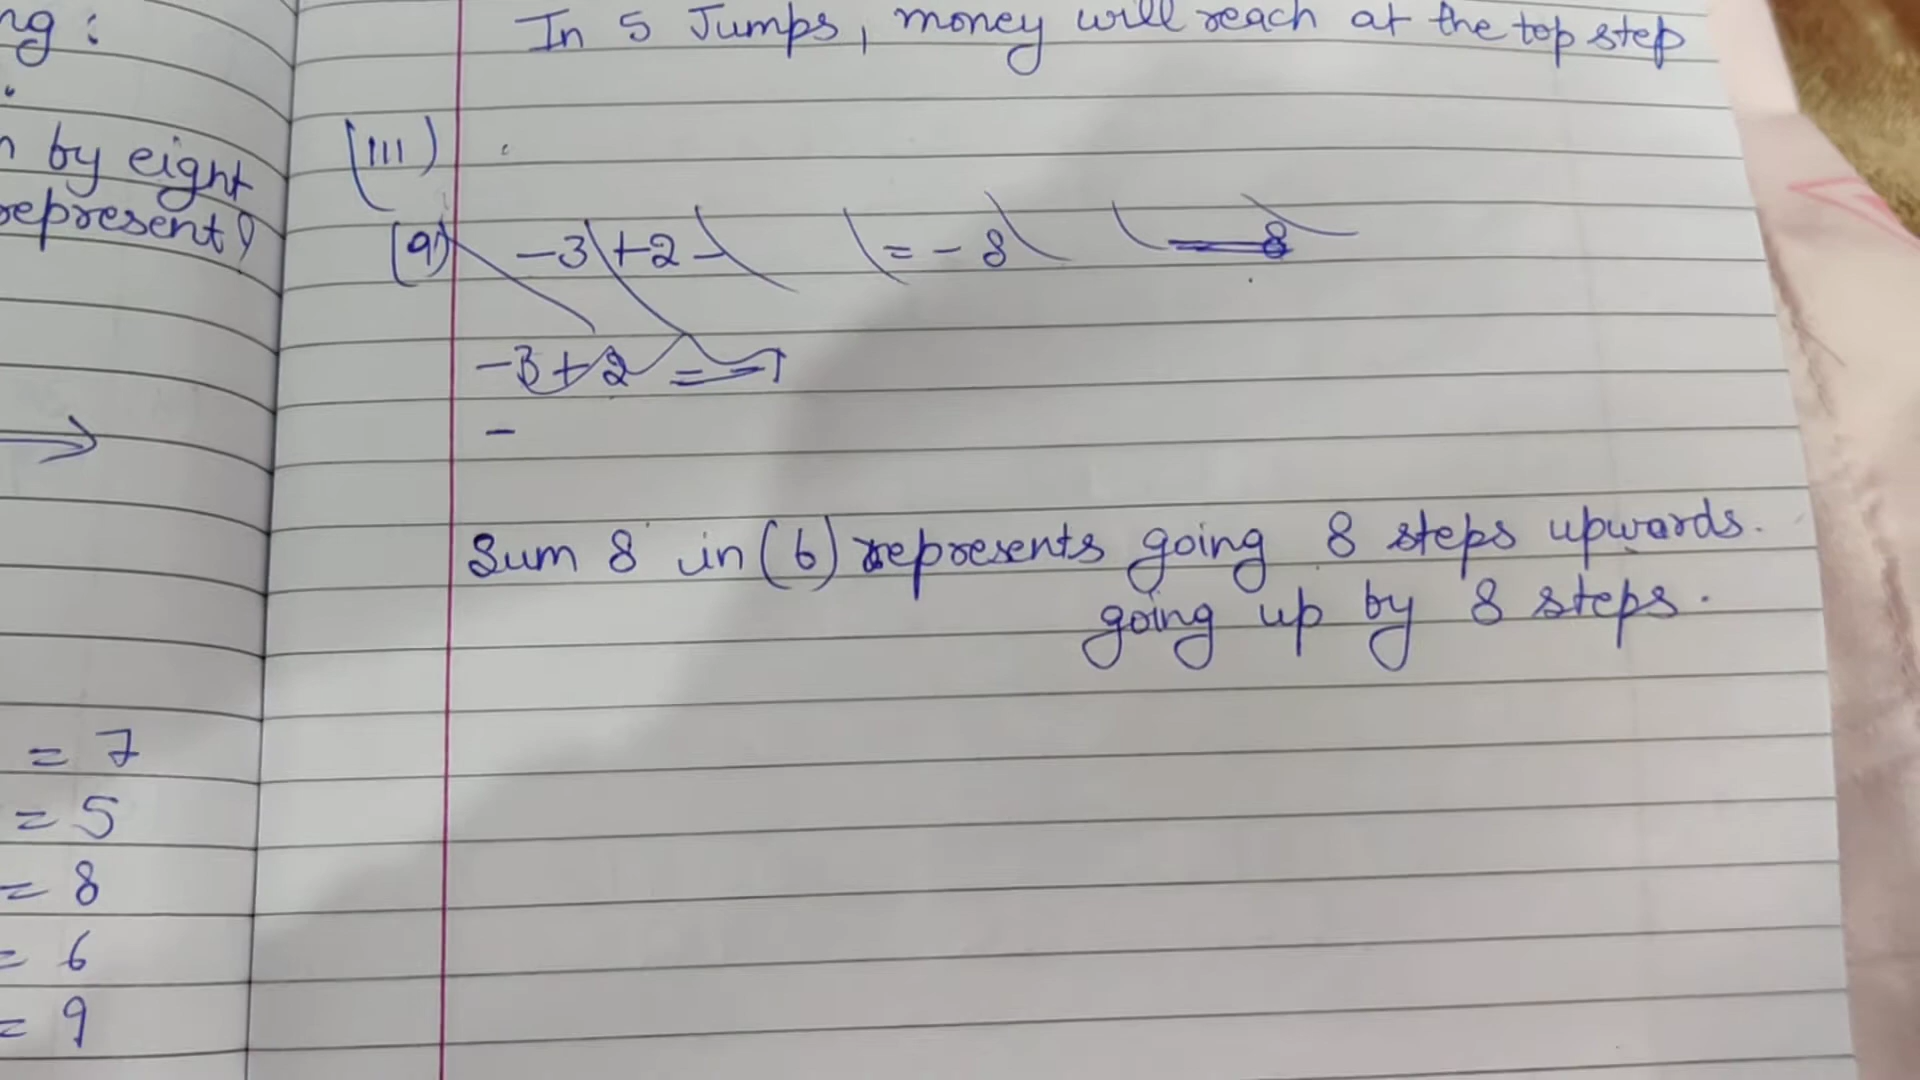 ng :
n by eight
represent?
= 7
= 5
= 8
= 6
= 9
In 5 Jumps, money will reach at the top step
(111)
(a) -3 +2 - = - 8
-3+2 = -1
-
Sum 8 in (b) represents going 8 steps upwards.
going up by 8 steps.